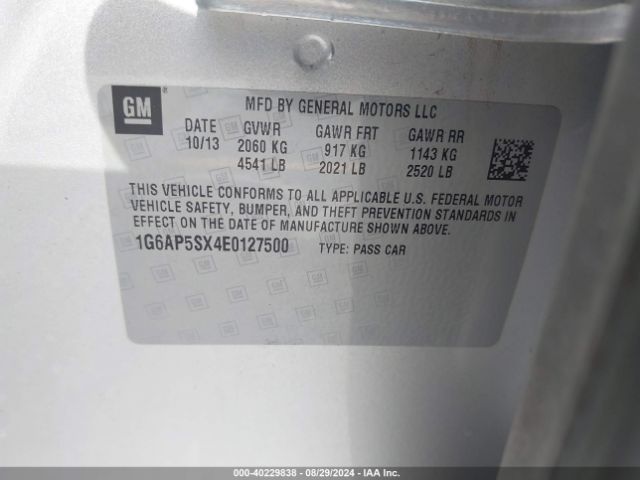 GM ®
MFD BY GENERAL MOTORS LLC
DATE GVWR GAWR FRT GAWR RR
10/13 2060 KG 917 KG 1143 KG
4541 LB 2021 LB 2520 LB
THIS VEHICLE CONFORMS TO ALL APPLICABLE U.S. FEDERAL MOTOR
VEHICLE SAFETY, BUMPER, AND THEFT PREVENTION STANDARDS IN
EFFECT ON THE DATE OF MANUFACTURE SHOWN ABOVE.
1G6AP5SX4E0127500 TYPE: PASS CAR
000-40229838 - 08/29/2024 - IAA Inc.